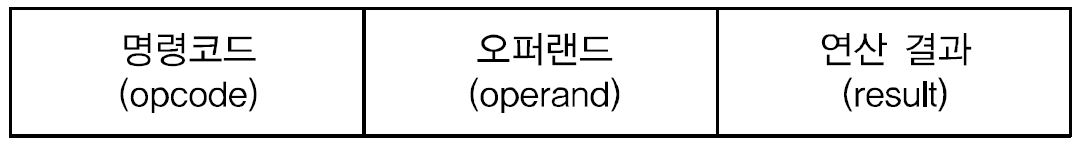 명령코드
(opcode)
오퍼랜드
(operand)
연산 결과
(result)